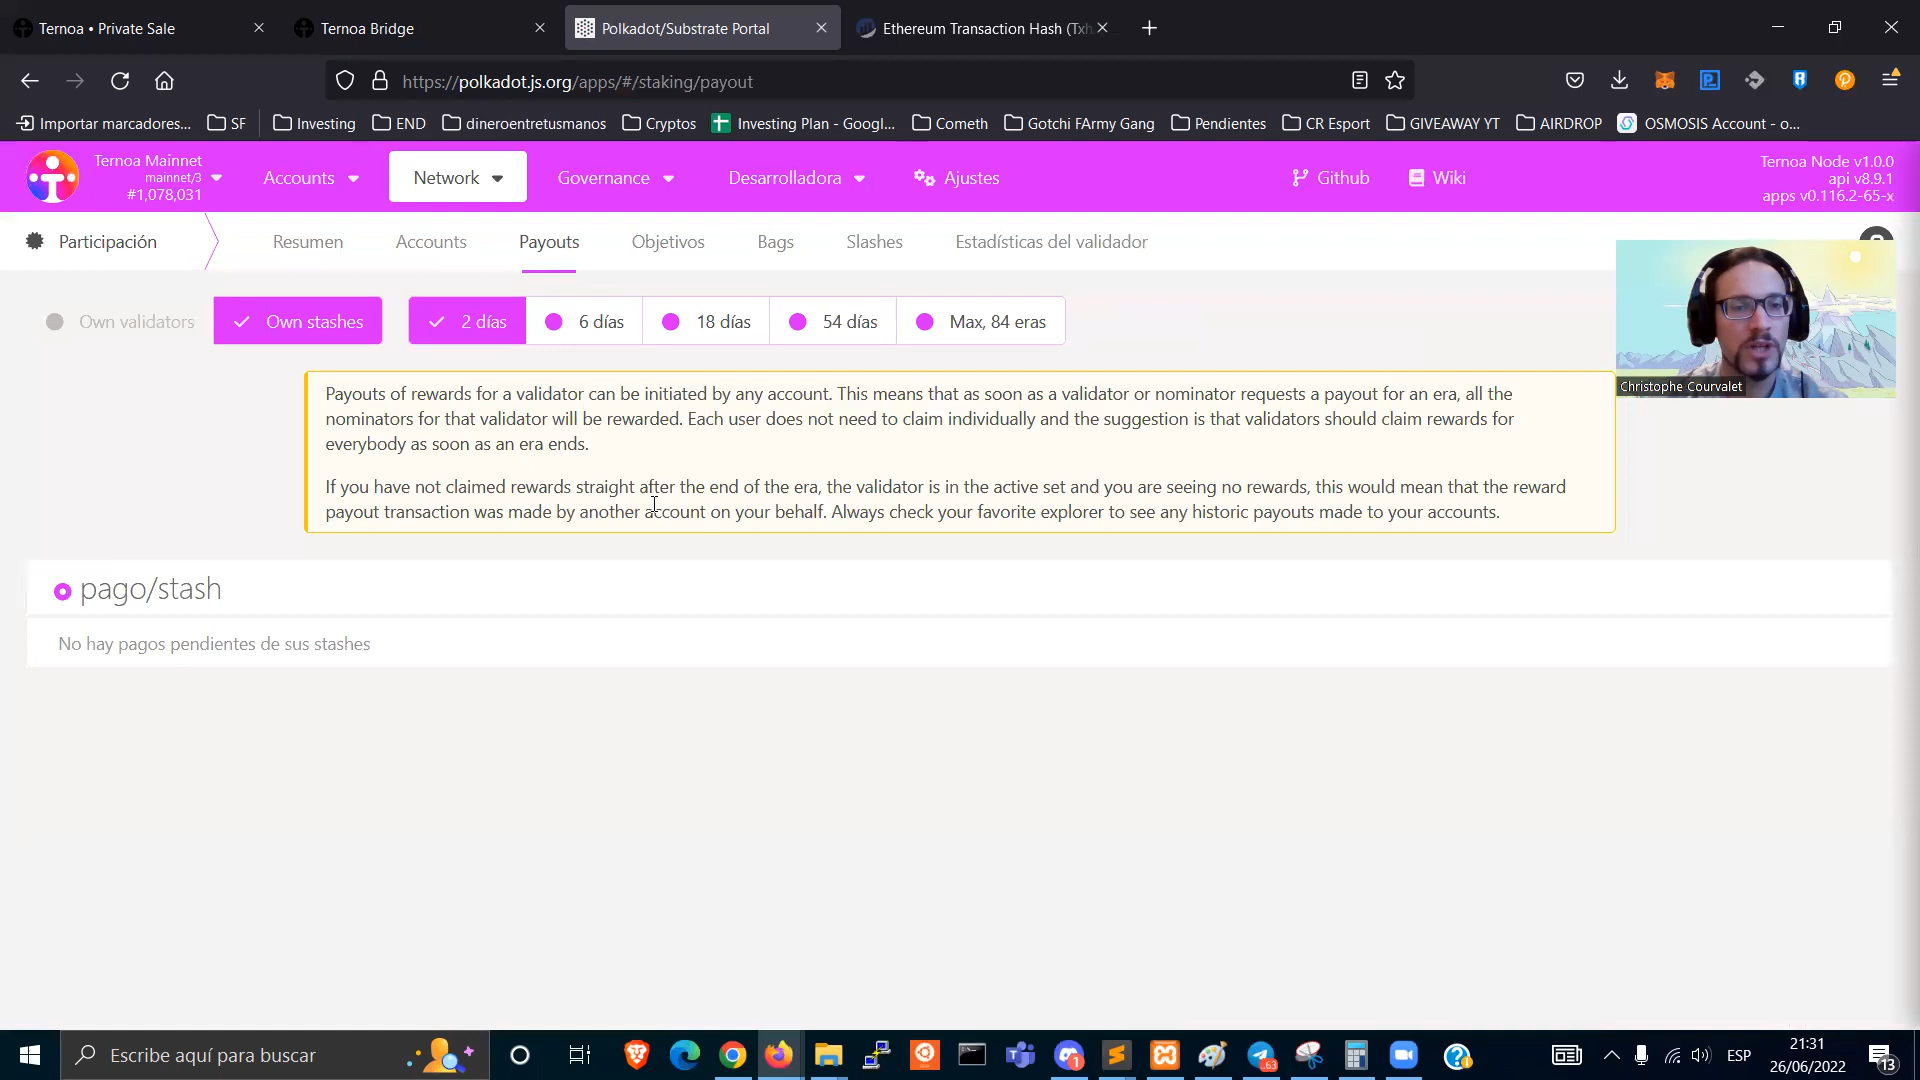 Ternoa • Private Sale
Ternoa Bridge
Polkadot/Substrate Portal
Ethereum Transaction Hash (Txh
https://polkadot.js.org/apps/#/staking/payout
Importar marcadores...
SF
Investing
END
dineroentretusmanos
Cryptos
Investing Plan - Googl...
Cometh
Gotchi FArmy Gang
Pendientes
CR Esport
GIVEAWAY YT
AIRDROP
OSMOSIS Account - o...
Ternoa Mainnet
mainnet/3
#1,078,031
Accounts
Network
Governance
Desarrolladora
Ajustes
Github
Wiki
Ternoa Node v1.0.0
api v8.9.1
apps v0.116.2-65-x
Participación
Resumen
Accounts
Payouts
Objetivos
Bags
Slashes
Estadísticas del validador
Own validators
Own stashes
2 días
6 días
18 días
54 días
Max, 84 eras
Christophe Courvalet
Payouts of rewards for a validator can be initiated by any account. This means that as soon as a validator or nominator requests a payout for an era, all the
nominators for that validator will be rewarded. Each user does not need to claim individually and the suggestion is that validators should claim rewards for
everybody as soon as an era ends.
If you have not claimed rewards straight after the end of the era, the validator is in the active set and you are seeing no rewards, this would mean that the reward
payout transaction was made by another account on your behalf. Always check your favorite explorer to see any historic payouts made to your accounts.
pago/stash
No hay pagos pendientes de sus stashes
Escribe aquí para buscar
63
1
ESP
21:31
26/06/2022
13